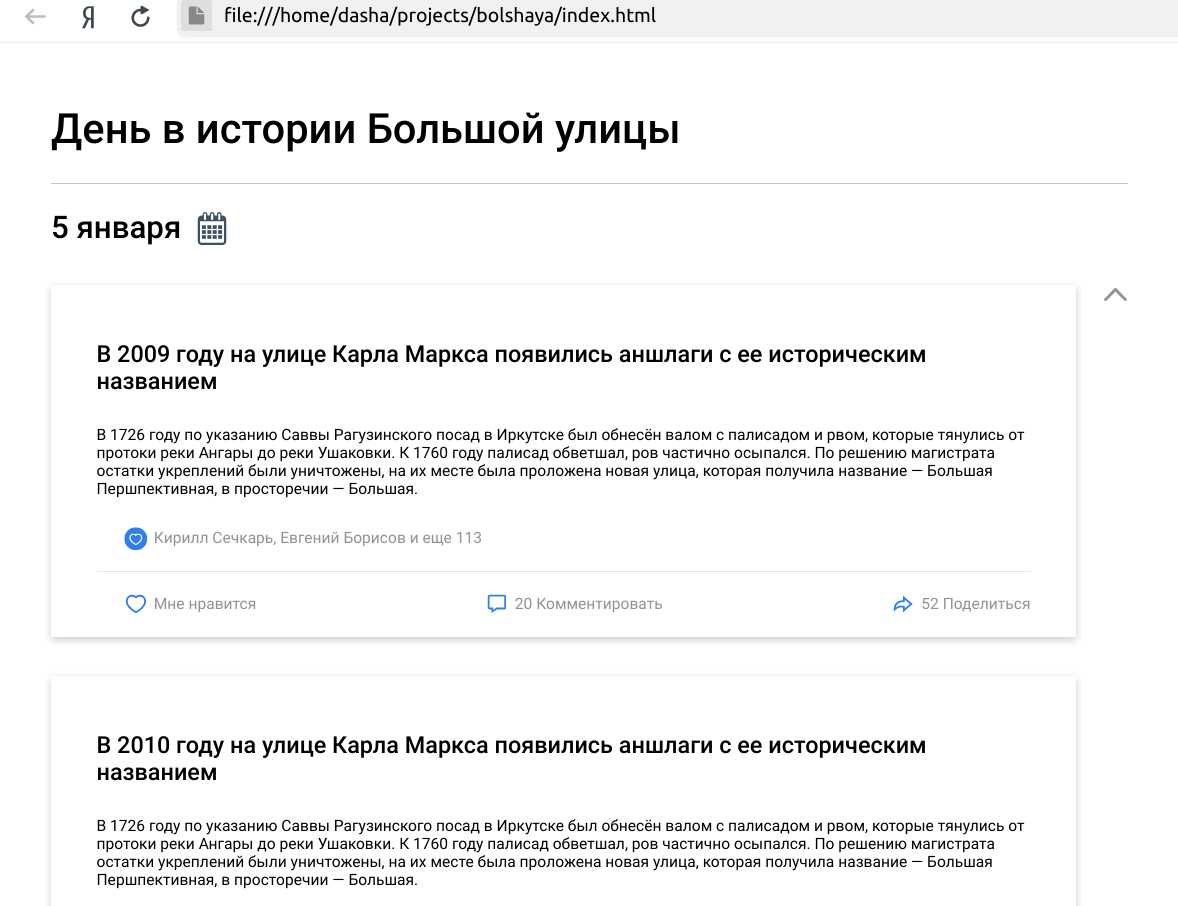 Я
file:///home/dasha/projects/bolshaya/index.html
День в истории Большой улицы
5 января
В 2009 году на улице Карла Маркса появились аншлаги с ее историческим
названием
В 1726 году по указанию Саввы Рагузинского посад в Иркутске был обнесён валом с палисадом и рвом, которые тянулись от
протоки реки Ангары до реки Ушаковки. К 1760 году палисад обветшал, ров частично осыпался. По решению магистрата
остатки укреплений были уничтожены, на их месте была проложена новая улица, которая получила название — Большая
Першпективная, в просторечии — Большая.
Кирилл Сечкарь, Евгений Борисов и еще 113
Мне нравится
20 Комментировать
52 Поделиться
В 2010 году на улице Карла Маркса появились аншлаги с ее историческим
названием
В 1726 году по указанию Саввы Рагузинского посад в Иркутске был обнесён валом с палисадом и рвом, которые тянулись от
протоки реки Ангары до реки Ушаковки. К 1760 году палисад обветшал, ров частично осыпался. По решению магистрата
остатки укреплений были уничтожены, на их месте была проложена новая улица, которая получила название — Большая
Першпективная, в просторечии — Большая.